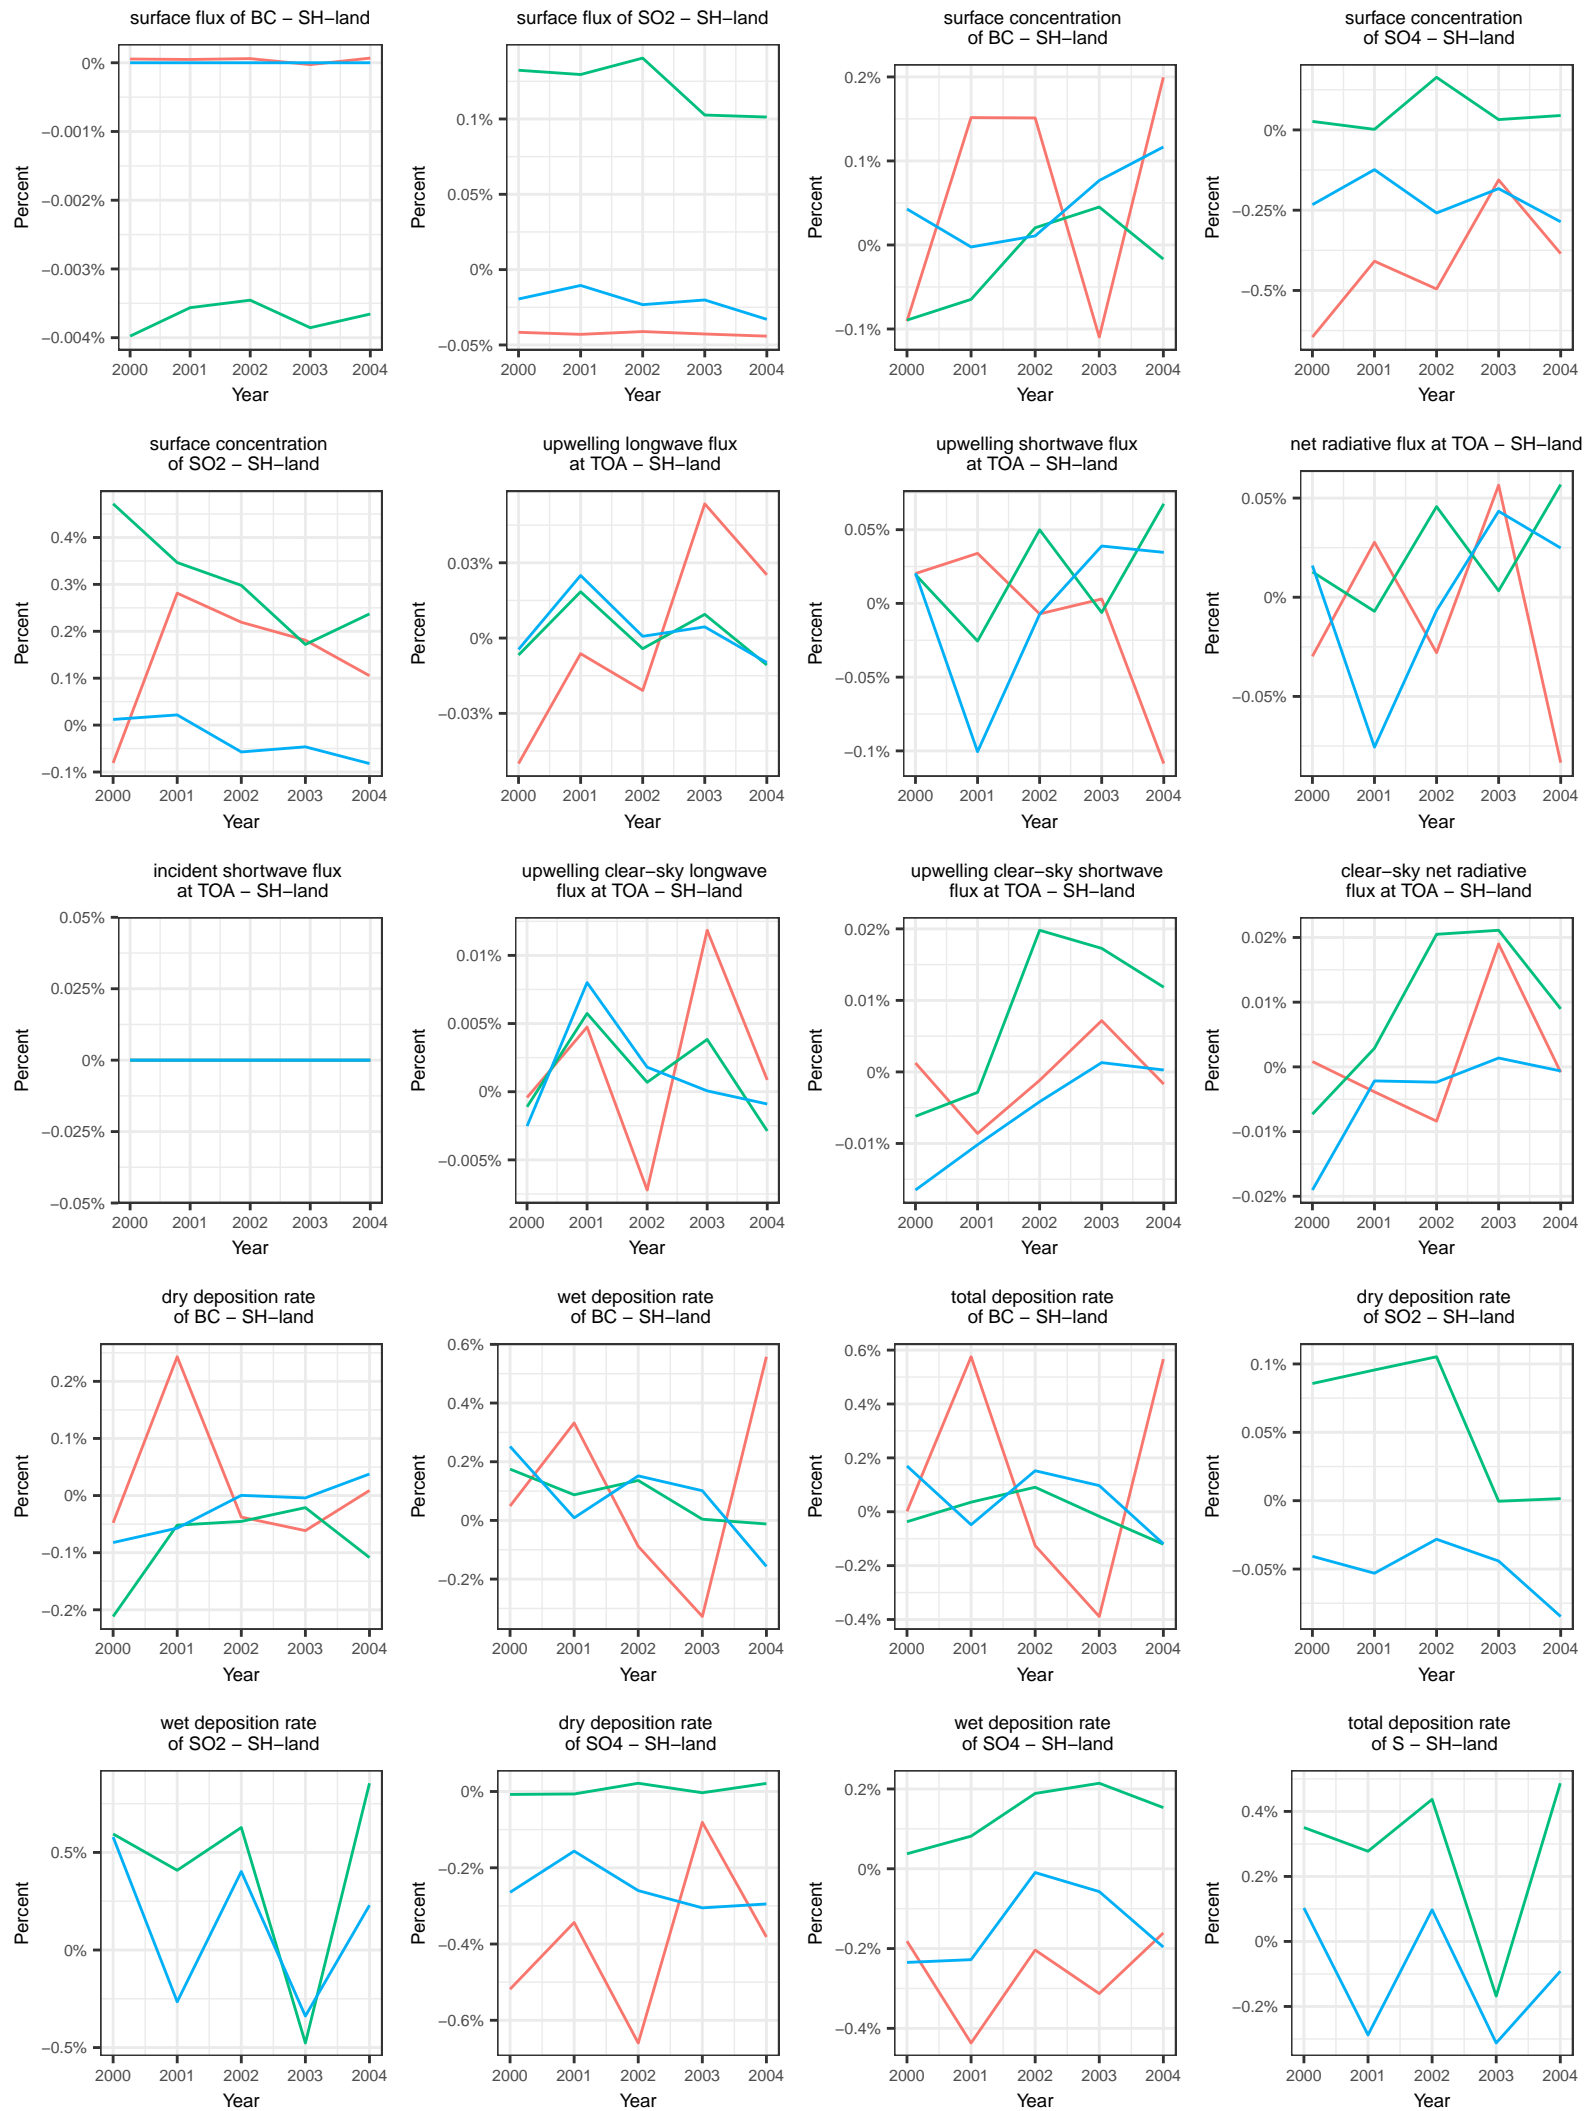 surface flux of BC − SH−land
0%
−0.001%
−0.002%
−0.003%
−0.004%
Percent
2000 2001 2002 2003 2004
Year
surface flux of SO2 − SH−land
0.1%
0.05%
0%
−0.05%
Percent
2000 2001 2002 2003 2004
Year
surface concentration
of BC − SH−land
0.2%
0.1%
0%
−0.1%
Percent
2000 2001 2002 2003 2004
Year
surface concentration
of SO4 − SH−land
0%
−0.25%
−0.5%
Percent
2000 2001 2002 2003 2004
Year
surface concentration
of SO2 − SH−land
0.4%
0.3%
0.2%
0.1%
0%
−0.1%
Percent
2000 2001 2002 2003 2004
Year
upwelling longwave flux
at TOA − SH−land
0.03%
0%
−0.03%
Percent
2000 2001 2002 2003 2004
Year
upwelling shortwave flux
at TOA − SH−land
0.05%
0%
−0.05%
−0.1%
Percent
2000 2001 2002 2003 2004
Year
net radiative flux at TOA − SH−land
0.05%
0%
−0.05%
Percent
2000 2001 2002 2003 2004
Year
incident shortwave flux
at TOA − SH−land
0.05%
0.025%
0%
−0.025%
−0.05%
Percent
2000 2001 2002 2003 2004
Year
upwelling clear−sky longwave
flux at TOA − SH−land
0.01%
0.005%
0%
−0.005%
Percent
2000 2001 2002 2003 2004
Year
upwelling clear−sky shortwave
flux at TOA − SH−land
0.02%
0.01%
0%
−0.01%
Percent
2000 2001 2002 2003 2004
Year
clear−sky net radiative
flux at TOA − SH−land
0.02%
0.01%
0%
−0.01%
−0.02%
Percent
2000 2001 2002 2003 2004
Year
dry deposition rate
of BC − SH−land
0.2%
0.1%
0%
−0.1%
−0.2%
Percent
2000 2001 2002 2003 2004
Year
wet deposition rate
of BC − SH−land
0.6%
0.4%
0.2%
0%
−0.2%
Percent
2000 2001 2002 2003 2004
Year
total deposition rate
of BC − SH−land
0.6%
0.4%
0.2%
0%
−0.2%
−0.4%
Percent
2000 2001 2002 2003 2004
Year
dry deposition rate
of SO2 − SH−land
0.1%
0.05%
0%
−0.05%
Percent
2000 2001 2002 2003 2004
Year
wet deposition rate
of SO2 − SH−land
0.5%
0%
−0.5%
Percent
2000 2001 2002 2003 2004
Year
dry deposition rate
of SO4 − SH−land
0%
−0.2%
−0.4%
−0.6%
Percent
2000 2001 2002 2003 2004
Year
wet deposition rate
of SO4 − SH−land
0.2%
0%
−0.2%
−0.4%
Percent
2000 2001 2002 2003 2004
Year
total deposition rate
of S − SH−land
0.4%
0.2%
0%
−0.2%
Percent
2000 2001 2002 2003 2004
Year